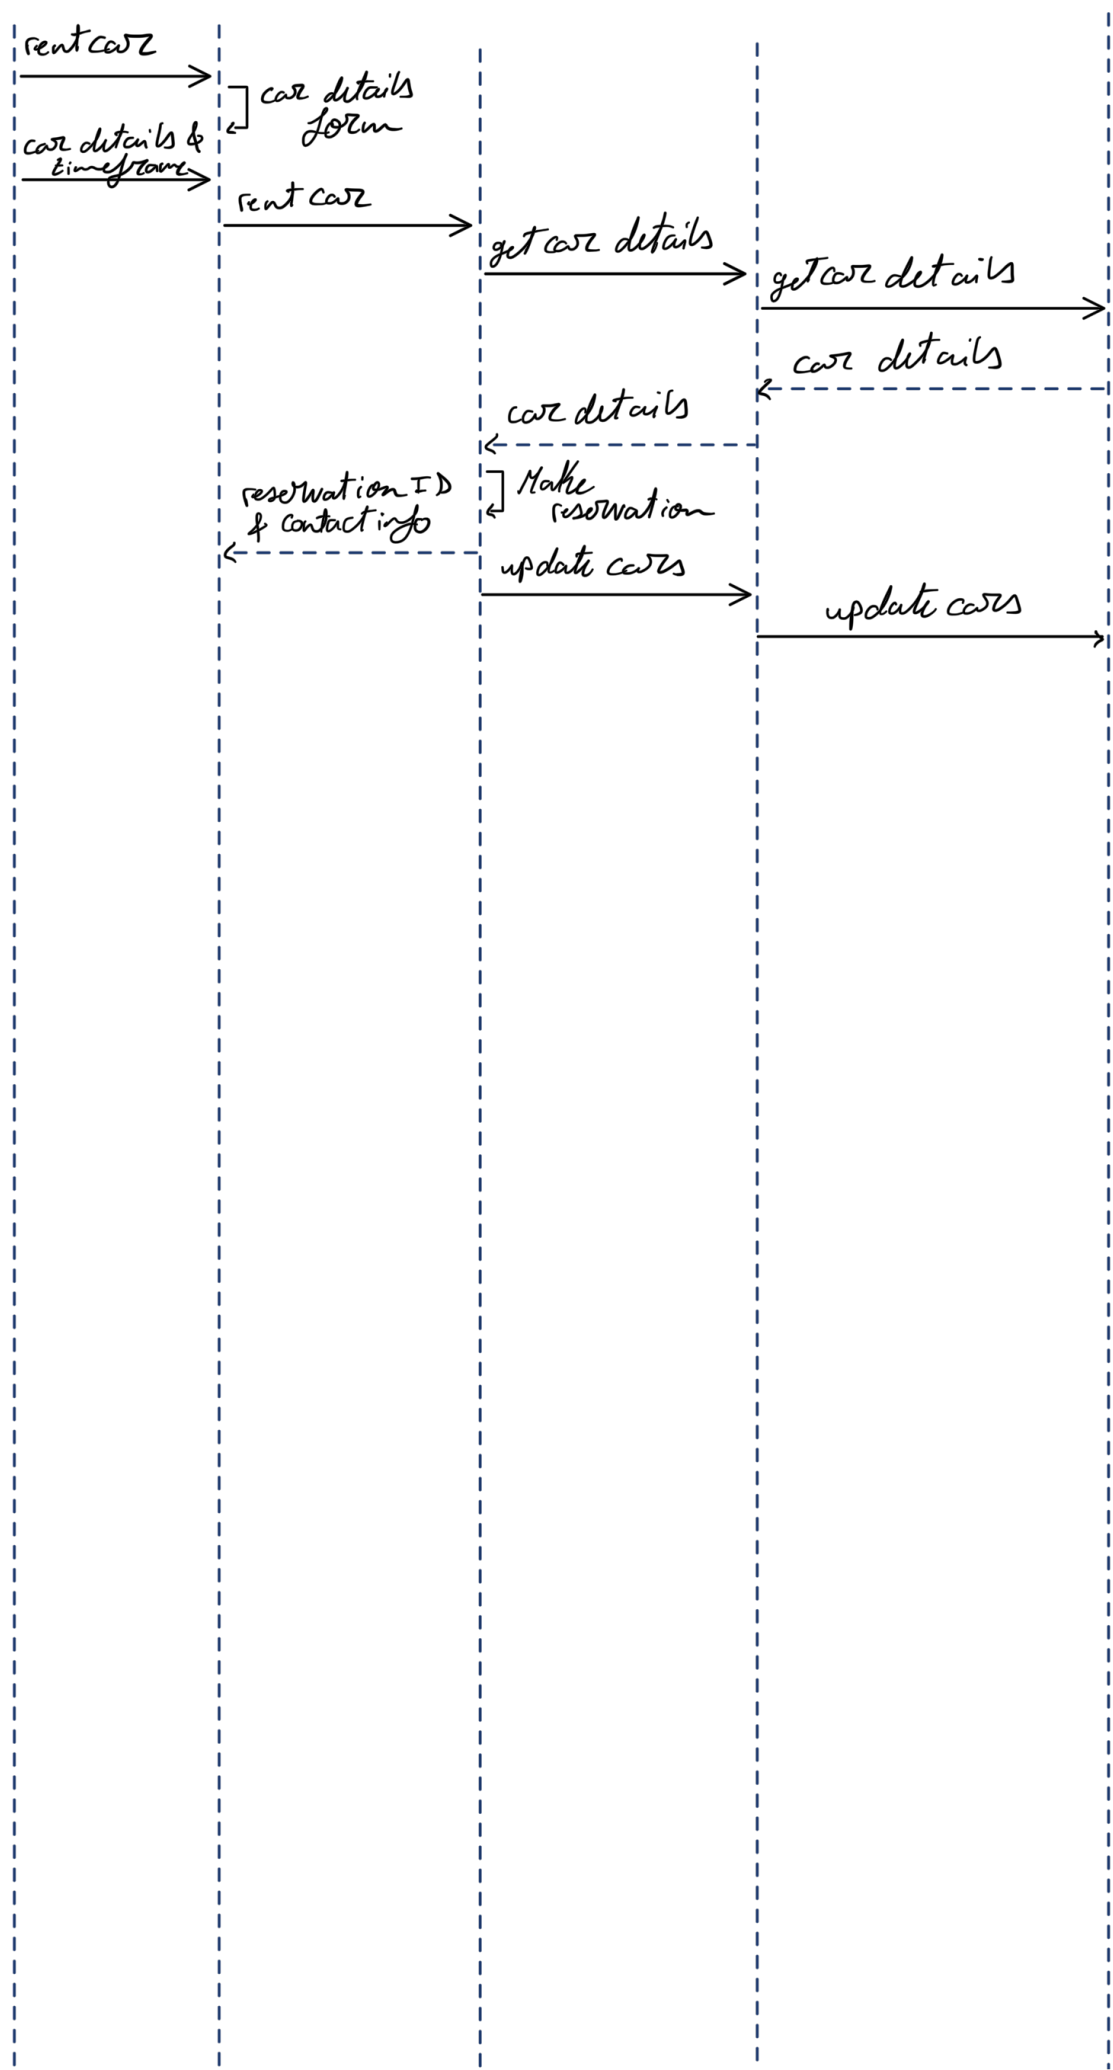 rent car
car details
form
car details &
timeframe
rent car
get car details
get car details
car details
car details
Make
reservation
reservation ID
& contact info
update cars
update cars